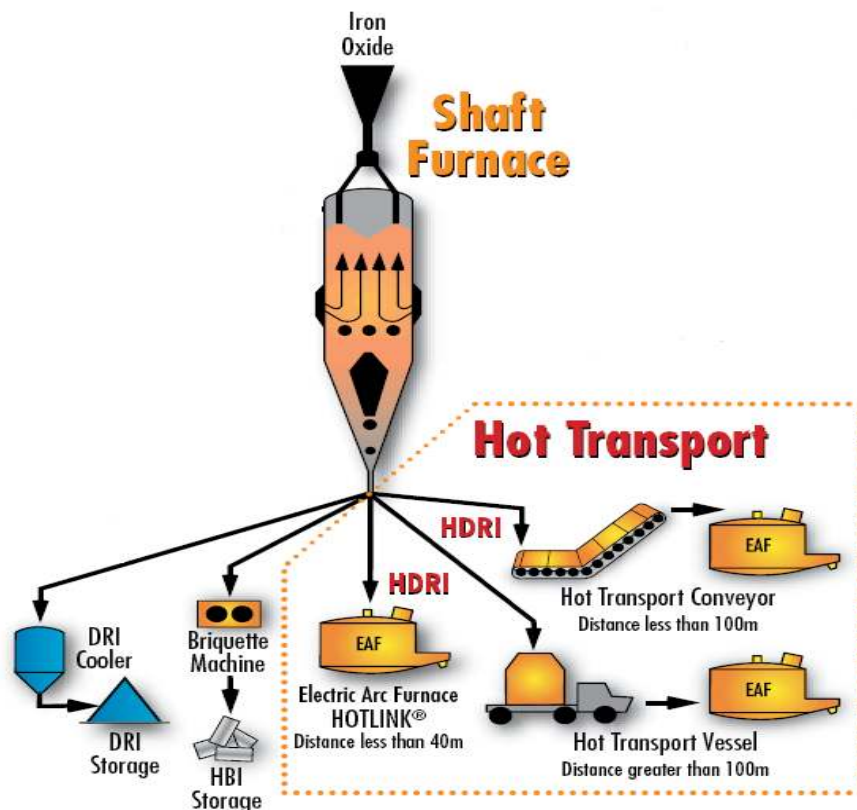 Iron
Oxide
Shaft
Furnace
Hot Transport
HDRI
EAF
Hot Transport Conveyor
Distance less than 100m
HDRI
DRI
Cooler
DRI
Storage
Briquette
Machine
HBI
Storage
EAF
Electric Arc Furnace
HOTLINK®
Distance less than 40m
EAF
Hot Transport Vessel
Distance greater than 100m